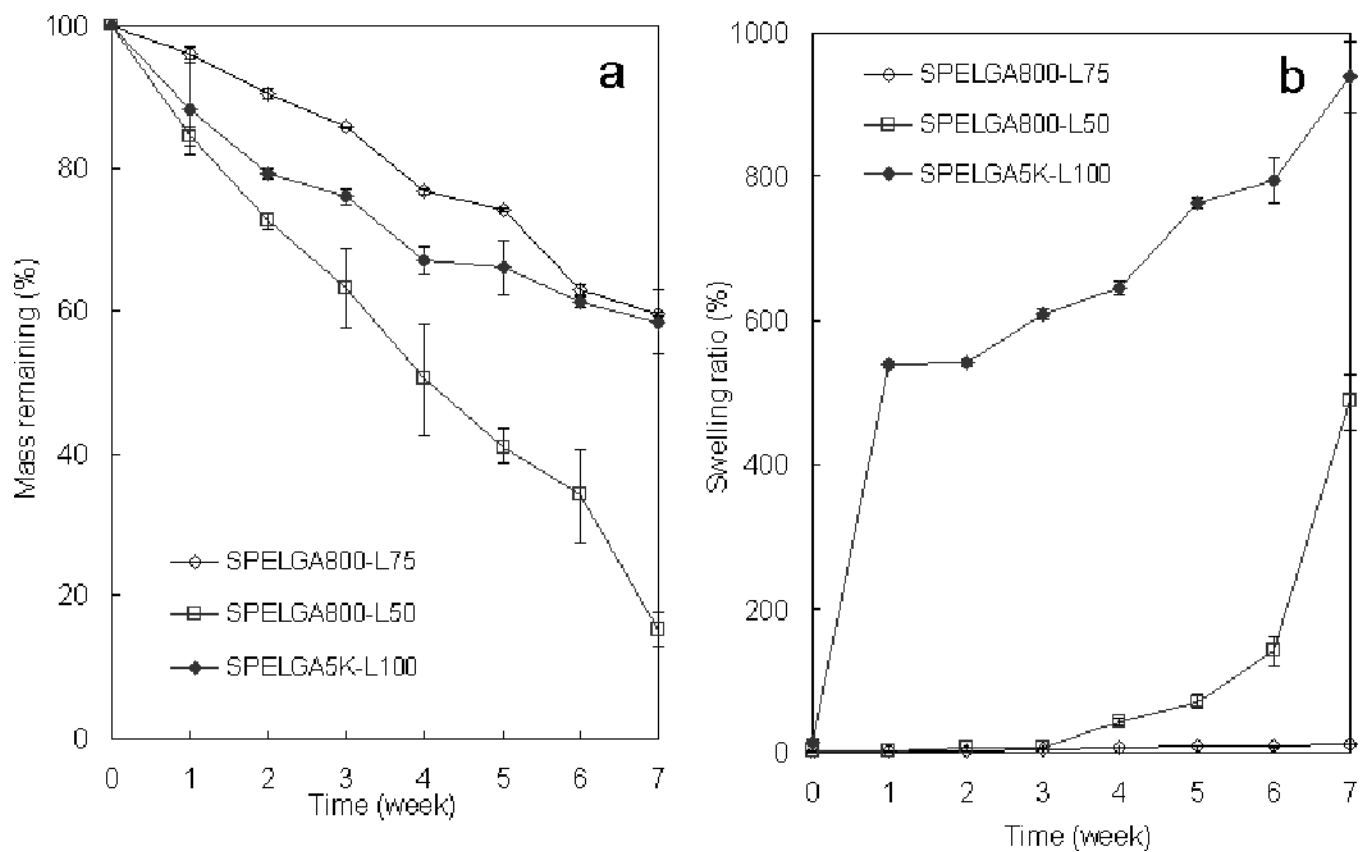 100
80
60
40
20
0
Mass remaining (%)
a
SPELGA800-L75
SPELGA800-L50
SPELGA5K-L100
0 1 2 3 4 5 6 7
Time (week)
1000
800
600
400
200
0
Swelling ratio (%)
b
SPELGA800-L75
SPELGA800-L50
SPELGA5K-L100
0 1 2 3 4 5 6 7
Time (week)